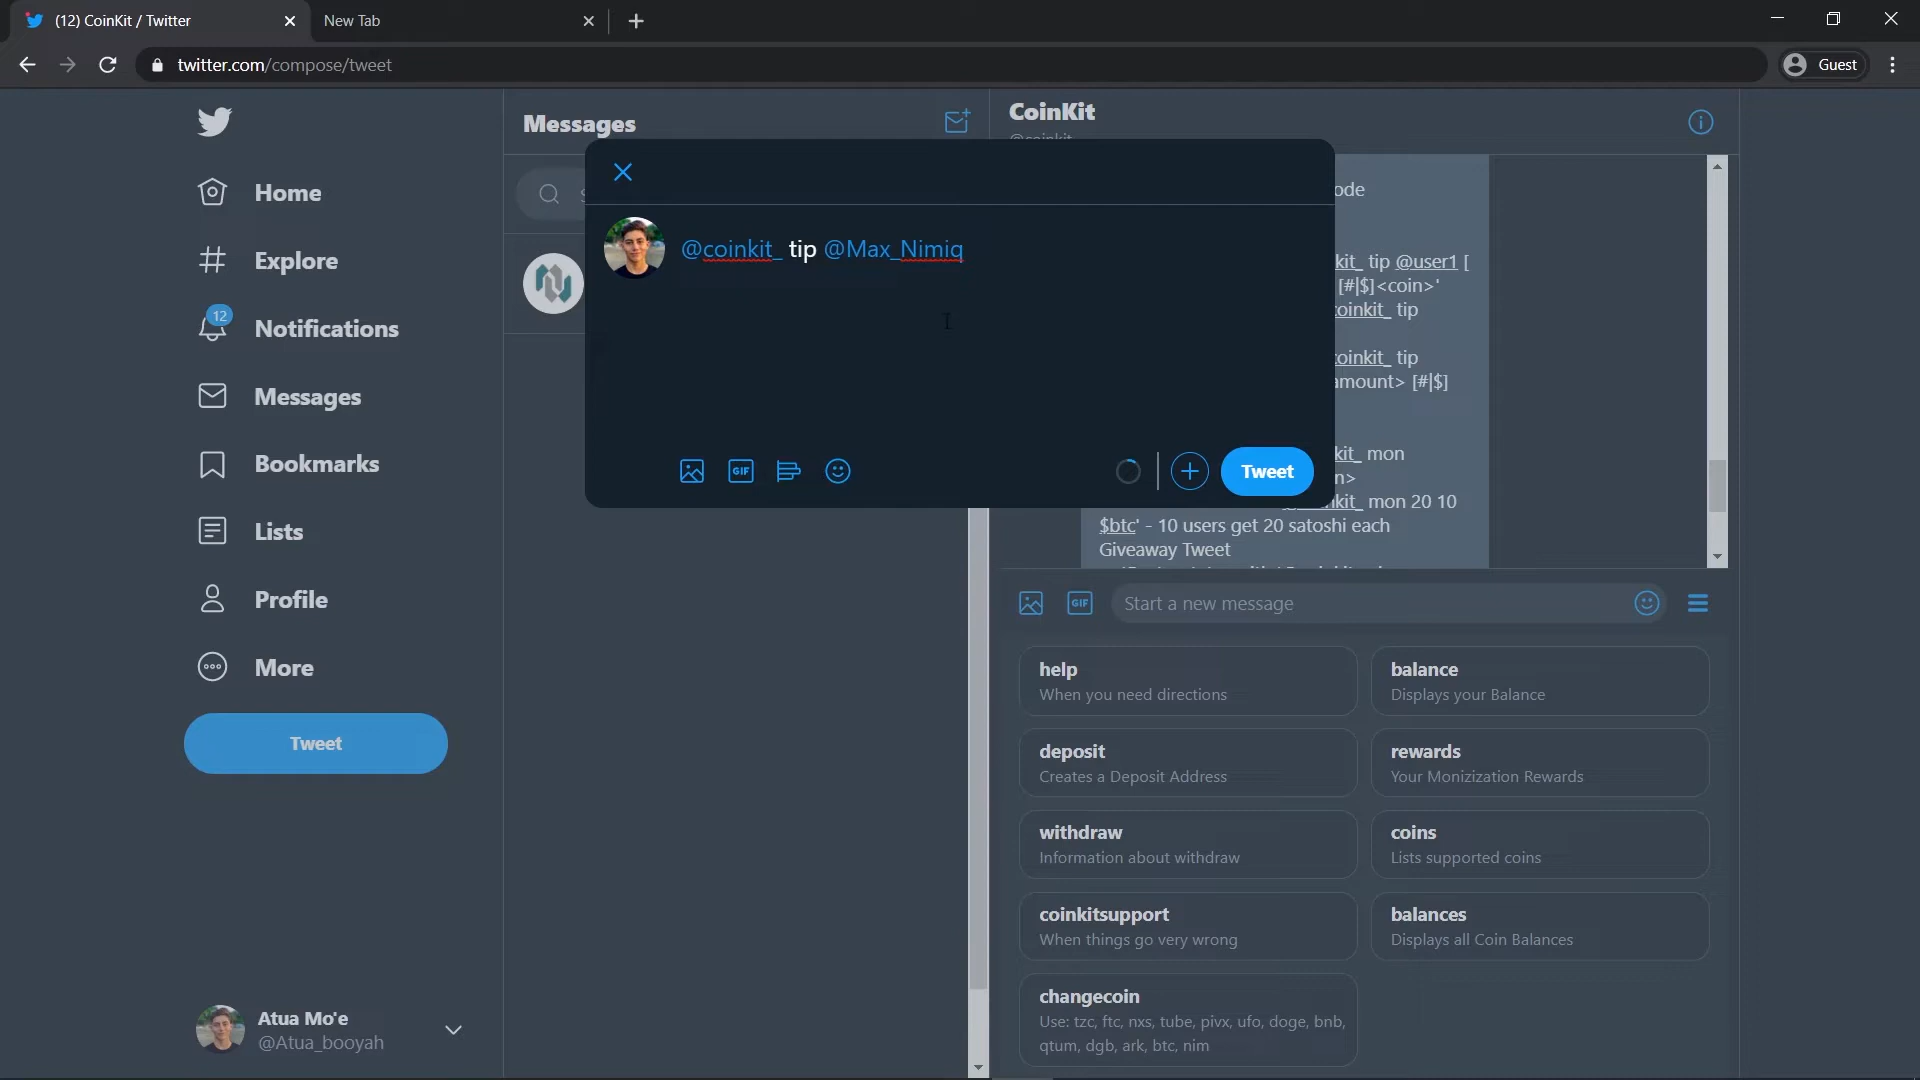 (12) CoinKit / Twitter
New Tab
twitter.com/compose/tweet
Guest
Home
Explore
12
Notifications
Messages
Bookmarks
Lists
Profile
More
Tweet
Atua Mo'e
@Atua_booyah
Messages
CoinKit
@coinkit_
@coinkit_ tip @Max_Nimiq
GIF
Tweet
ode
kit_ tip @user1 [
[#|$]<coin>'
coinkit_ tip
coinkit_ tip
amount> [#|$]
kit_ mon
n>
kit_ mon 20 10
$btc' - 10 users get 20 satoshi each
Giveaway Tweet
GIF
Start a new message
help
When you need directions
balance
Displays your Balance
deposit
Creates a Deposit Address
rewards
Your Monizization Rewards
withdraw
Information about withdraw
coins
Lists supported coins
coinkitsupport
When things go very wrong
balances
Displays all Coin Balances
changecoin
Use: tzc, ftc, nxs, tube, pivx, ufo, doge, bnb,
qtum, dgb, ark, btc, nim